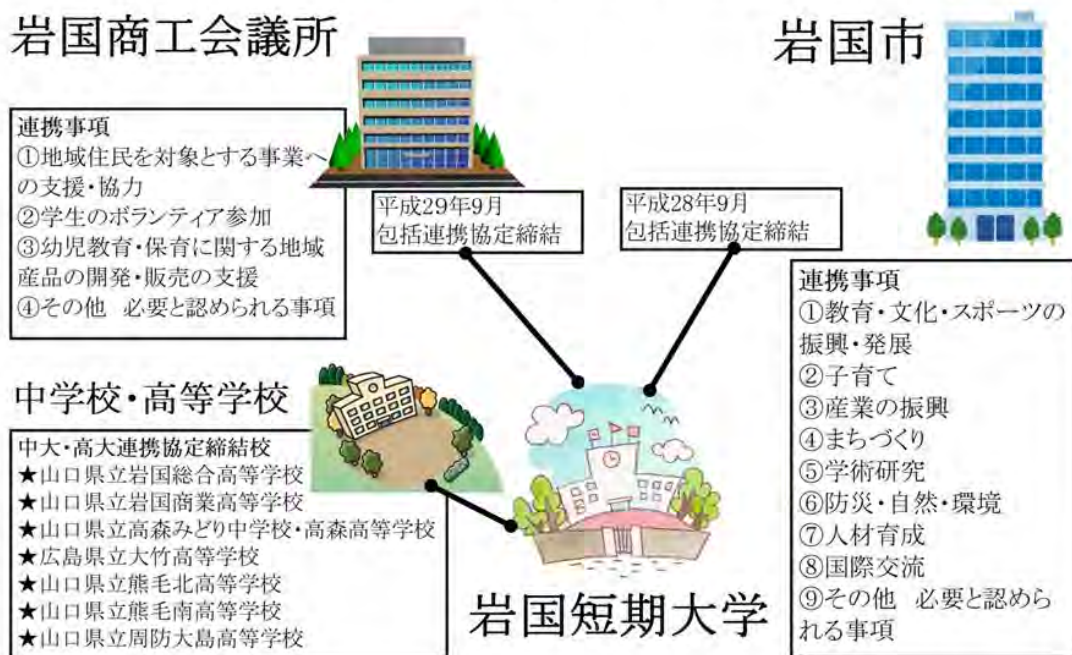 岩国商工会議所
連携事項
①地域住民を対象とする事業へ
の支援・協力
②学生のボランティア参加
③幼児教育・保育に関する地域
産品の開発・販売の支援
④その他　必要と認められる事項
平成29年9月
包括連携協定締結
平成28年9月
包括連携協定締結
岩国市
連携事項
①教育・文化・スポーツの
振興・発展
②子育て
③産業の振興
④まちづくり
⑤学術研究
⑥防災・自然・環境
⑦人材育成
⑧国際交流
⑨その他　必要と認めら
れる事項
中学校・高等学校
中大・高大連携協定締結校
★山口県立岩国総合高等学校
★山口県立岩国商業高等学校
★山口県立高森みどり中学校・高森高等学校
★広島県立大竹高等学校
★山口県立熊毛北高等学校
★山口県立熊毛南高等学校
★山口県立周防大島高等学校
岩国短期大学